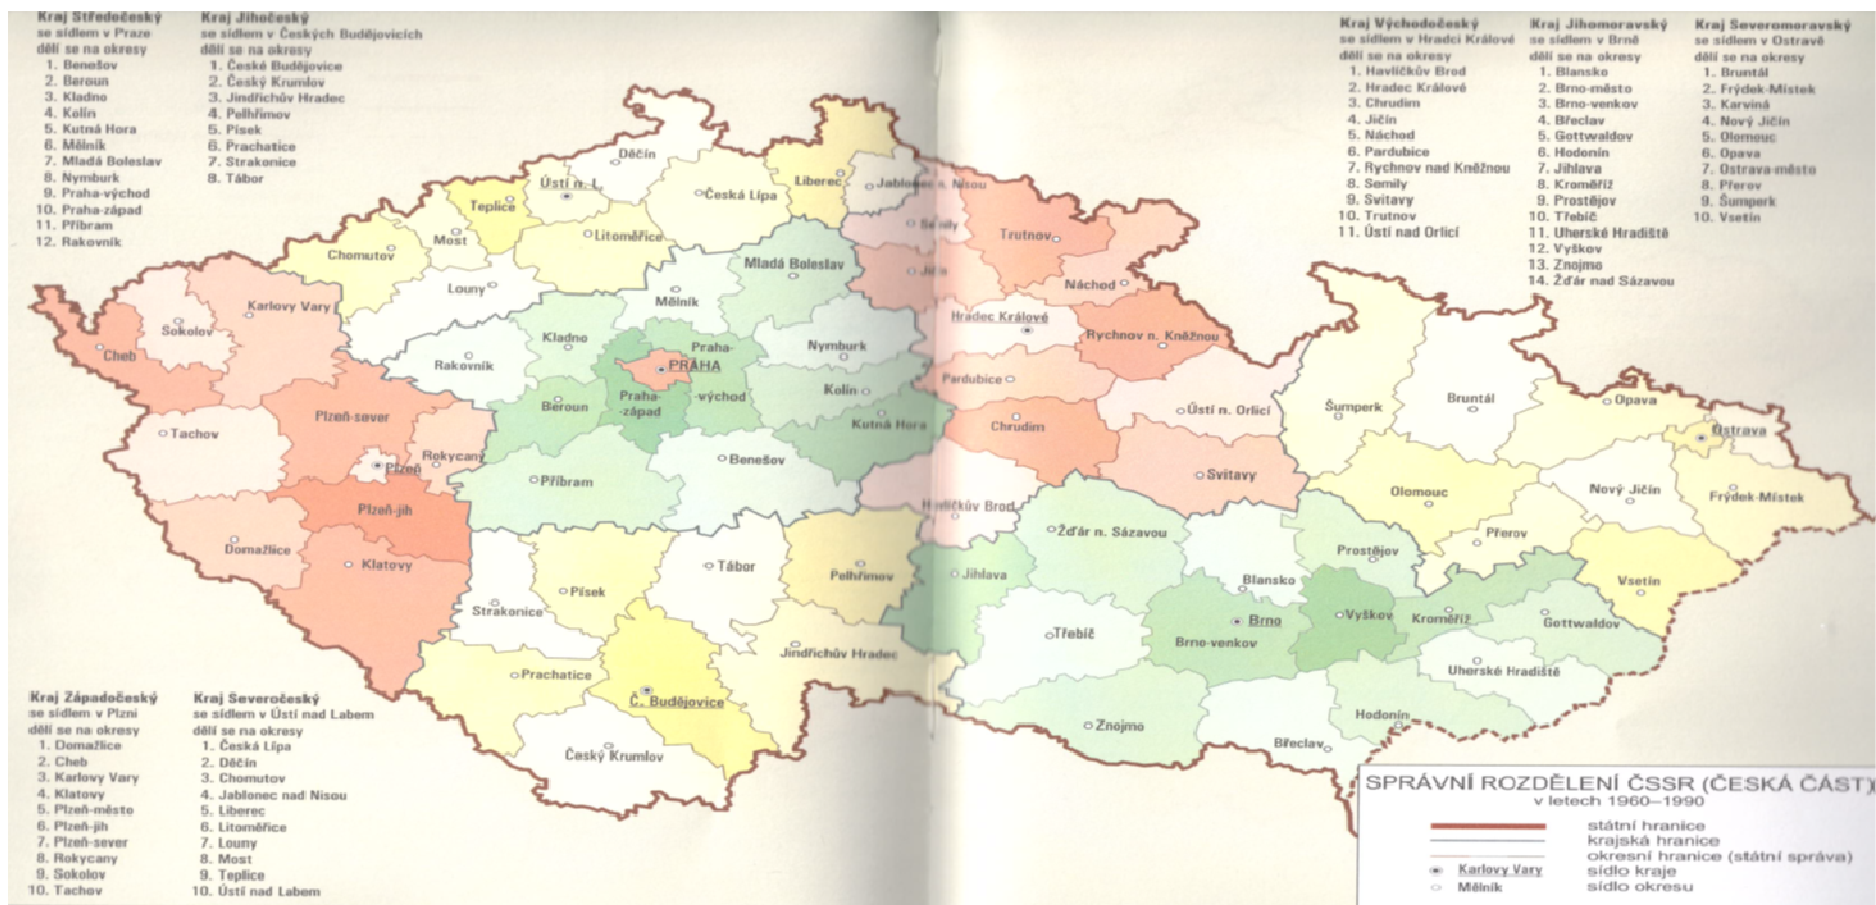 Kraj Středočeský
se sídlem v Praze
dělí se na okresy
1. Benešov
2. Beroun
3. Kladno
4. Kolín
5. Kutná Hora
6. Mělník
7. Mladá Boleslav
8. Nymburk
9. Praha-východ
10. Praha-západ
11. Příbram
12. Rakovník
Kraj Jihočeský
se sídlem v Českých Budějovicích
dělí se na okresy
1. České Budějovice
2. Český Krumlov
3. Jindřichův Hradec
4. Pelhřimov
5. Písek
6. Prachatice
7. Strakonice
8. Tábor
Kraj Východočeský
se sídlem v Hradci Králové
dělí se na okresy
1. Havlíčkův Brod
2. Hradec Králové
3. Chrudim
4. Jičín
5. Náchod
6. Pardubice
7. Rychnov nad Kněžnou
8. Semily
9. Svitavy
10. Trutnov
11. Ústí nad Orlicí
Kraj Jihomoravský
se sídlem v Brně
dělí se na okresy
1. Blansko
2. Brno-město
3. Brno-venkov
4. Břeclav
5. Gottwaldov
6. Hodonín
7. Jihlava
8. Kroměříž
9. Prostějov
10. Třebíč
11. Uherské Hradiště
12. Vyškov
13. Znojmo
14. Žďár nad Sázavou
Kraj Severomoravský
se sídlem v Ostravě
dělí se na okresy
1. Bruntál
2. Frýdek-Místek
3. Karviná
4. Nový Jičín
5. Olomouc
6. Opava
7. Ostrava-město
8. Přerov
9. Šumperk
10. Vsetín
Děčín
Ústí n. L.
Teplice
Česká Lípa
Liberec
Jablonec n. Nisou
Most
Litoměřice
Chomutov
Semily
Trutnov
Mladá Boleslav
Jičín
Louny
Mělník
Náchod
Karlovy Vary
Sokolov
Cheb
Hradec Králové
Rychnov n. Kněžnou
Kladno
Praha-
-východ
PRAHA
Nymburk
Rakovník
Pardubice
Kolín
Praha-
západ
Beroun
Plzeň-sever
Kutná Hora
Chrudim
Ústí n. Orlicí
Šumperk
Bruntál
Opava
Ostrava
Tachov
Rokycany
Plzeň
Benešov
Příbram
Svitavy
Olomouc
Nový Jičín
Frýdek-Místek
Plzeň-jih
Havlíčkův Brod
Žďár n. Sázavou
Přerov
Prostějov
Domažlice
Klatovy
Tábor
Pelhřimov
Jihlava
Blansko
Vsetín
Písek
Strakonice
Třebíč
Brno
Brno-venkov
Vyškov
Kroměříž
Gottwaldov
Jindřichův Hradec
Prachatice
Uherské Hradiště
Č. Budějovice
Znojmo
Hodonín
Břeclav
Český Krumlov
Kraj Západočeský
se sídlem v Plzni
dělí se na okresy
1. Domažlice
2. Cheb
3. Karlovy Vary
4. Klatovy
5. Plzeň-město
6. Plzeň-jih
7. Plzeň-sever
8. Rokycany
9. Sokolov
10. Tachov
Kraj Severočeský
se sídlem v Ústí nad Labem
dělí se na okresy
1. Česká Lípa
2. Děčín
3. Chomutov
4. Jablonec nad Nisou
5. Liberec
6. Litoměřice
7. Louny
8. Most
9. Teplice
10. Ústí nad Labem
SPRÁVNÍ ROZDĚLENÍ ČSSR (ČESKÁ ČÁST)
v letech 1960–1990
státní hranice
krajská hranice
okresní hranice (státní správa)
Karlovy Vary sídlo kraje
Mělník sídlo okresu